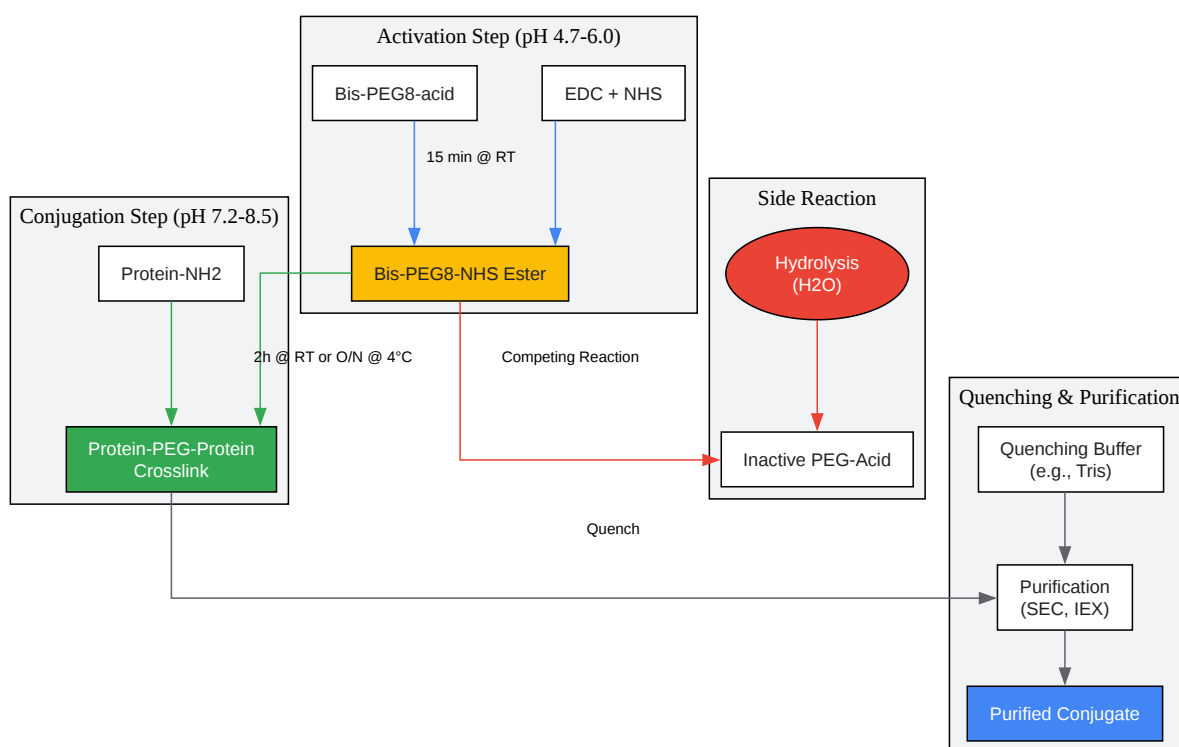 Activation Step (pH 4.7-6.0)
Bis-PEG8-acid
EDC + NHS
15 min @ RT
Bis-PEG8-NHS Ester
Conjugation Step (pH 7.2-8.5)
Protein-NH2
2h @ RT or O/N @ 4°C
Protein-PEG-Protein
Crosslink
Side Reaction
Hydrolysis
(H2O)
Competing Reaction
Inactive PEG-Acid
Quench
Quenching & Purification
Quenching Buffer
(e.g., Tris)
Purification
(SEC, IEX)
Purified Conjugate